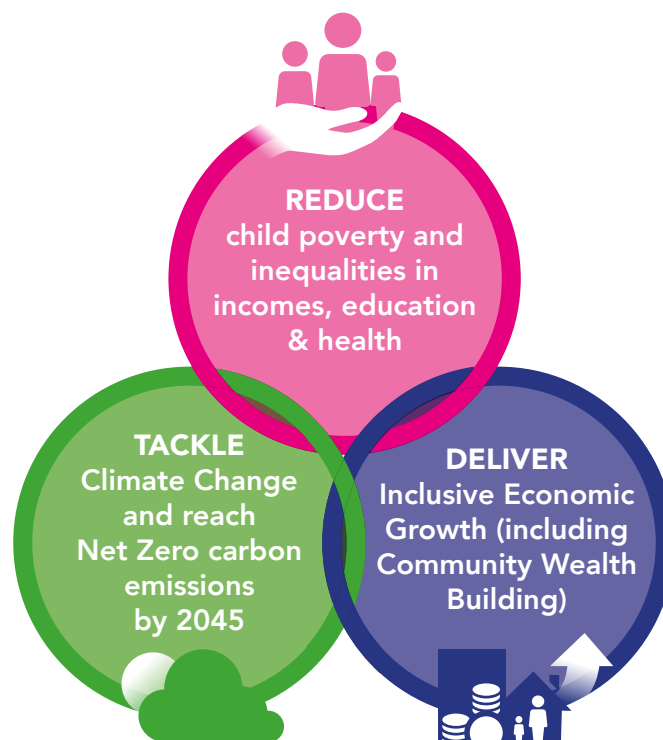 REDUCE
child poverty and
inequalities in
incomes, education
& health
TACKLE
Climate Change
and reach
Net Zero carbon
emissions
by 2045
DELIVER
Inclusive Economic
Growth (including
Community Wealth
Building)